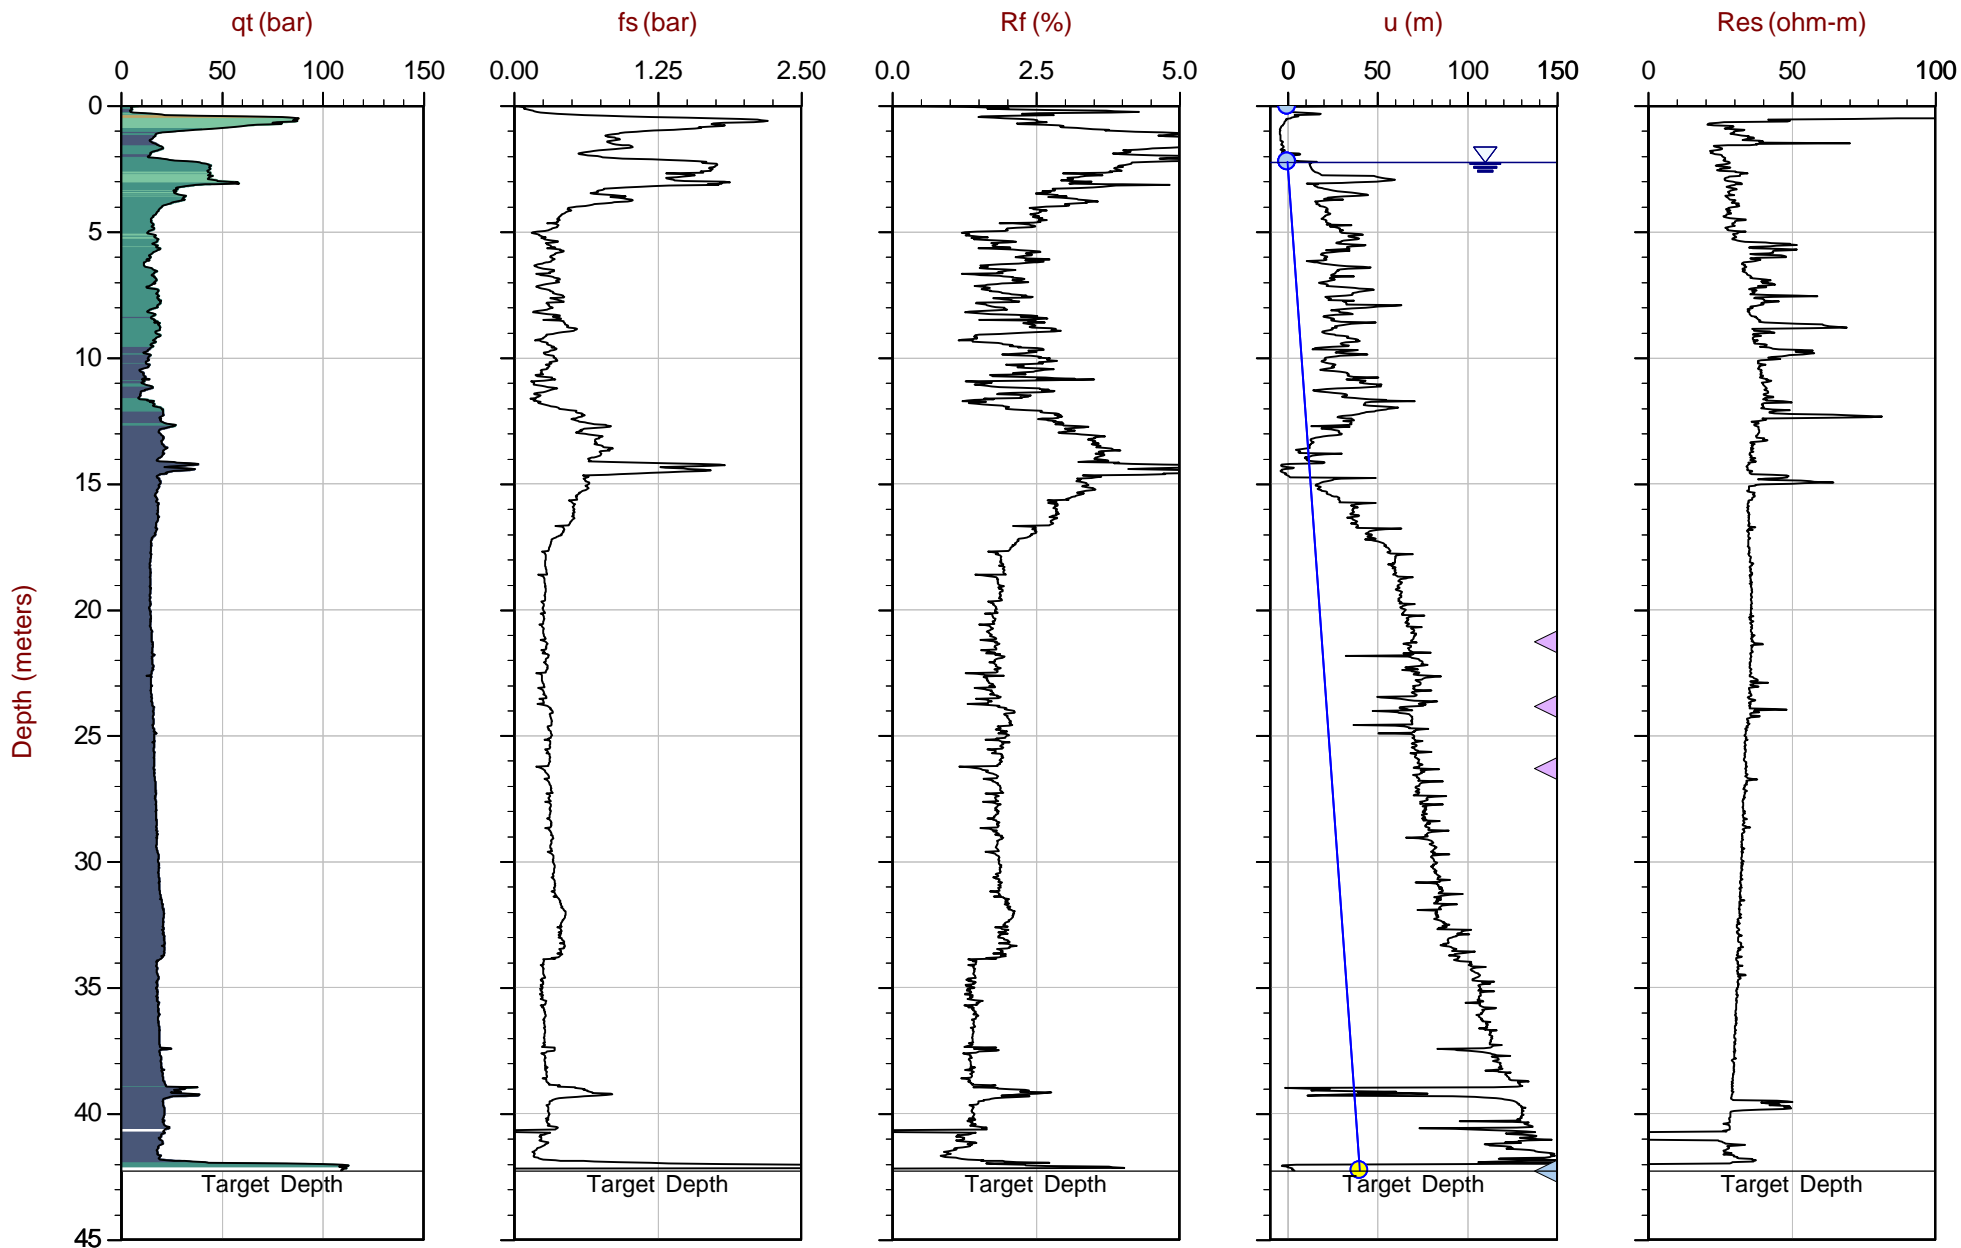 qt (bar) fs (bar) Rf (%) u (m) Res (ohm-m)
0 50 100 150 0.00 1.25 2.50 0.0 2.5 5.0 0 50 100 150 0 50 100
0
5
10
15
20
25
30
35
40
45
Depth (meters)
Target Depth Target Depth Target Depth Target Depth Target Depth